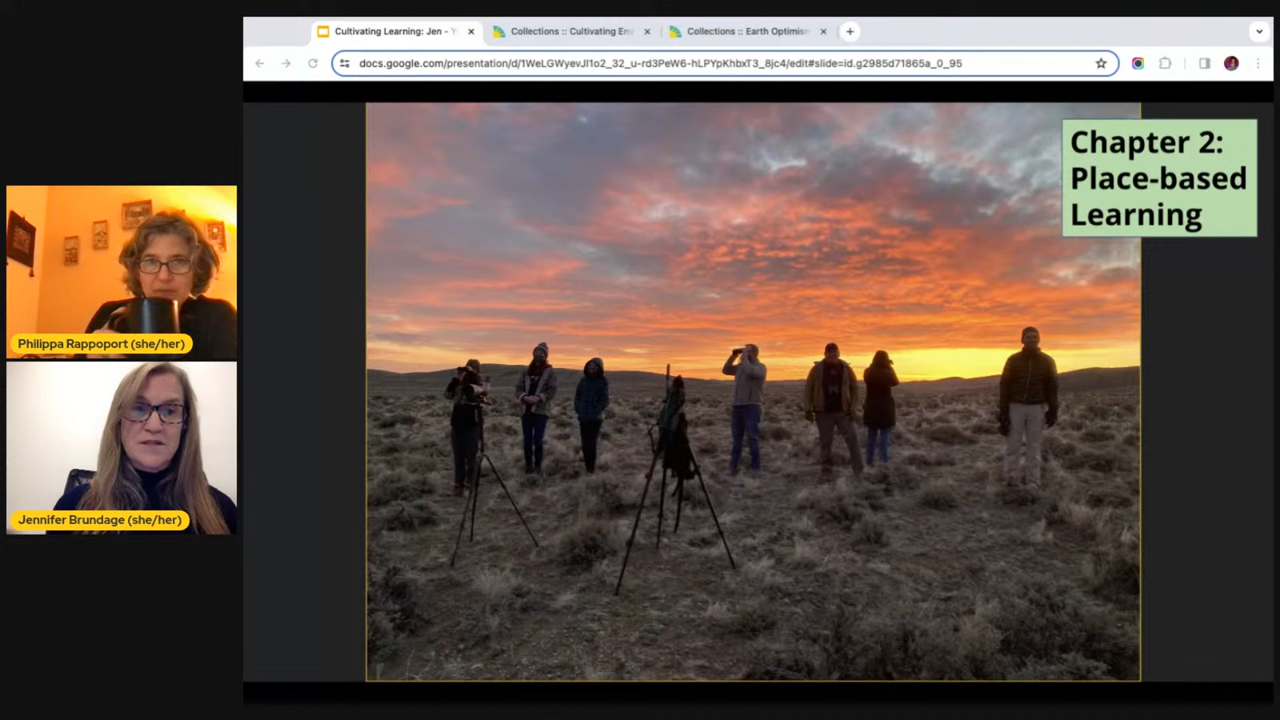 Cultivating Learning: Jen - Y
Collections :: Cultivating En
Collections :: Earth Optimism
docs.google.com/presentation/d/1WeLGWyevJl1o2_32_u-rd3PeW6-hLPYpKhbxT3_8jc4/edit#slide=id.g2985d71865a_0_95
Chapter 2:
Place-based
Learning
Philippa Rappoport (she/her)
Jennifer Brundage (she/her)